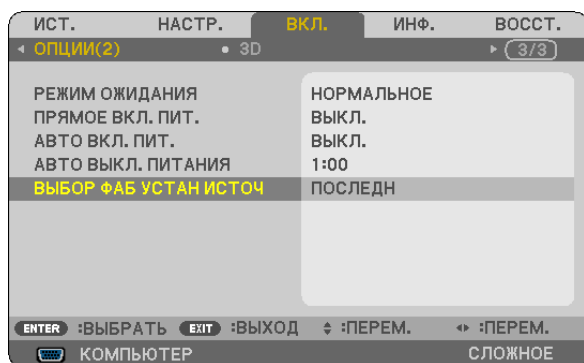 ИСТ. НАСТР. ВКЛ. ИНФ. ВОССТ.
ОПЦИИ(2) 3D 3/3
РЕЖИМ ОЖИДАНИЯ НОРМАЛЬНОЕ
ПРЯМОЕ ВКЛ. ПИТ. ВЫКЛ.
АВТО ВКЛ. ПИТ. ВЫКЛ.
АВТО ВЫКЛ. ПИТАНИЯ 1:00
ВЫБОР ФАБ УСТАН ИСТОЧ ПОСЛЕДН
ENTER :ВЫБРАТЬ EXIT :ВЫХОД :ПЕРЕМ. :ПЕРЕМ.
КОМПЬЮТЕР СЛОЖНОЕ